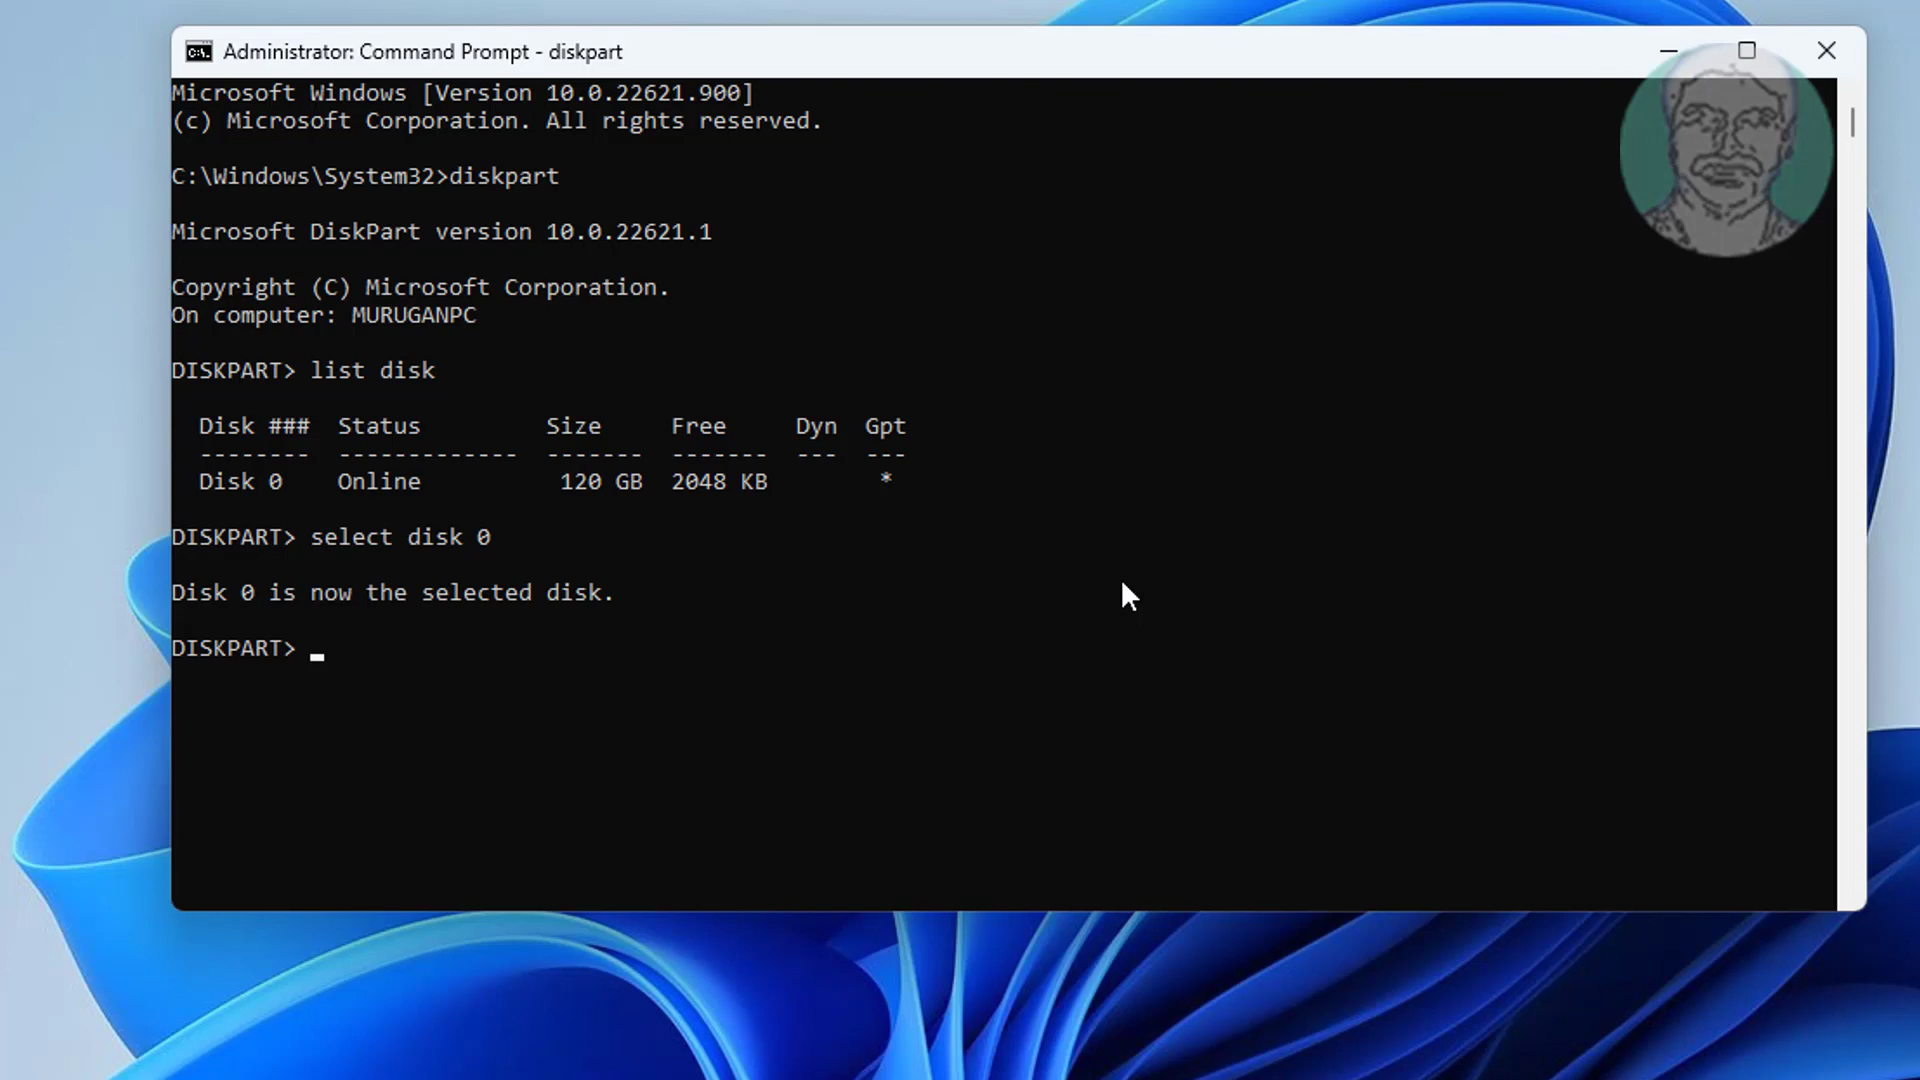 Administrator: Command Prompt - diskpart
Microsoft Windows [Version 10.0.22621.900]
(c) Microsoft Corporation. All rights reserved.
C:\Windows\System32>diskpart
Microsoft DiskPart version 10.0.22621.1
Copyright (C) Microsoft Corporation.
On computer: MURUGANPC
DISKPART> list disk
Disk ###  Status         Size     Free     Dyn  Gpt
--------  -------------  -------  -------  ---  ---
Disk 0    Online          120 GB  2048 KB        *
DISKPART> select disk 0
Disk 0 is now the selected disk.
DISKPART> _